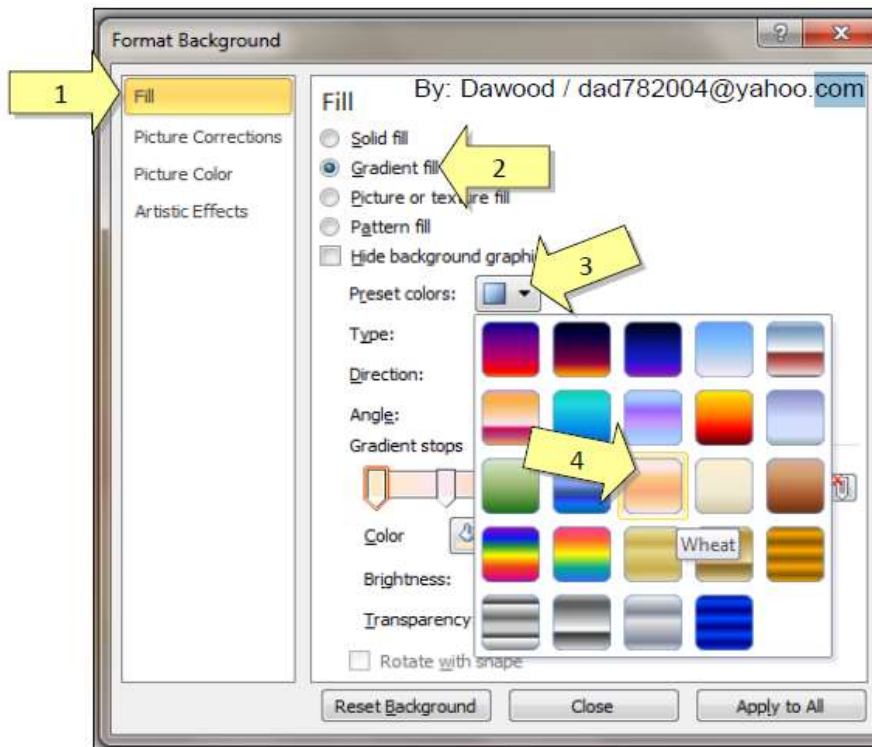 Format Background
1
Fill
Picture Corrections
Picture Color
Artistic Effects
By: Dawood / dad782004@yahoo.com
Fill
Solid fill
Gradient fill
2
Picture or texture fill
Pattern fill
Hide background graphi
3
Preset colors:
Type:
Direction:
Angle:
Gradient stops
4
Color
Wheat
Brightness:
Transparency
Rotate with shape
Reset Background
Close
Apply to All